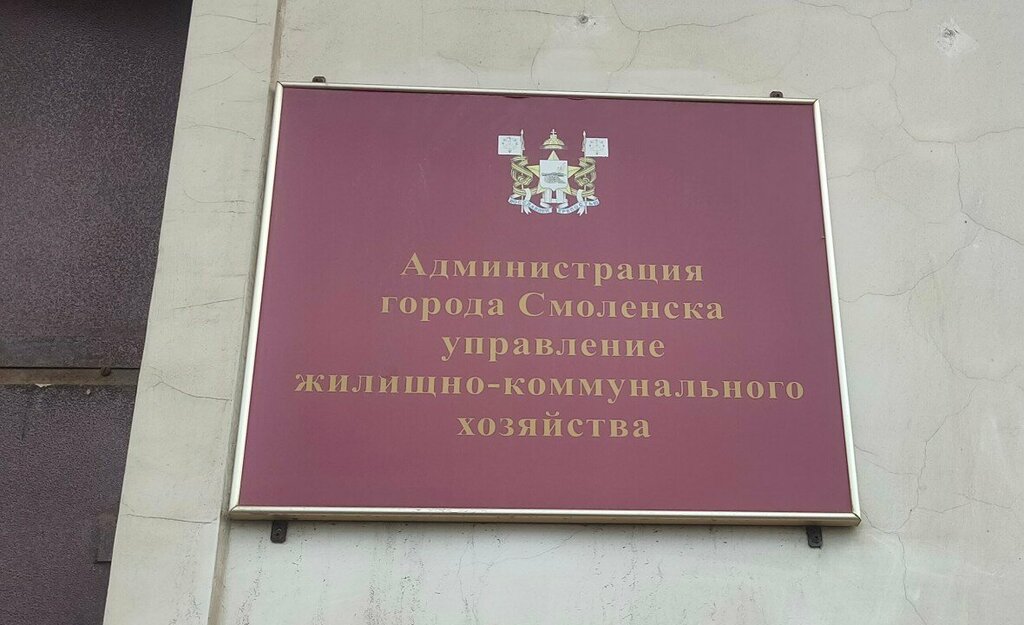 Администрация
города Смоленска
управление
жилищно-коммунального
хозяйства